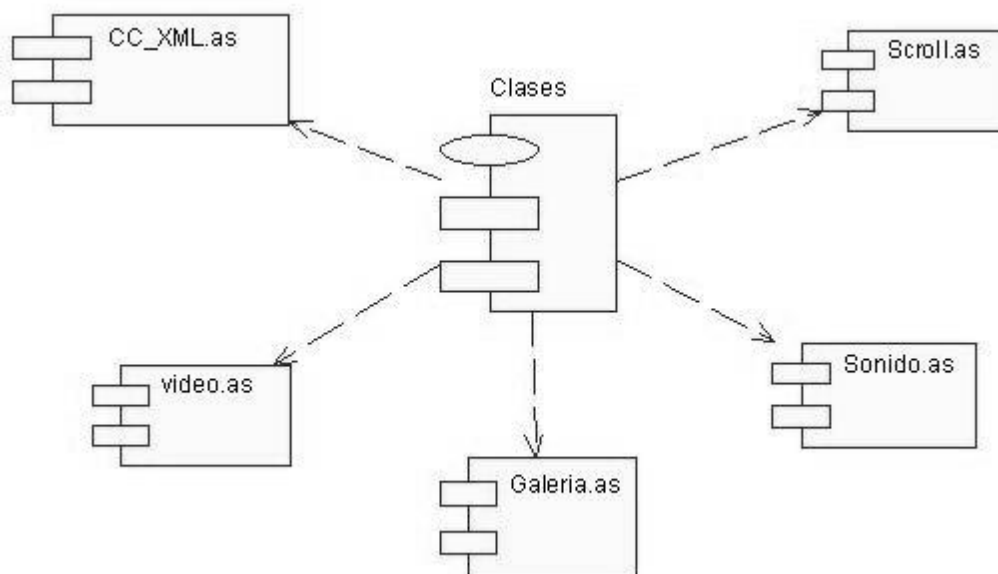 CC_XML.as
Scroll.as
Clases
video.as
Sonido.as
Galeria.as